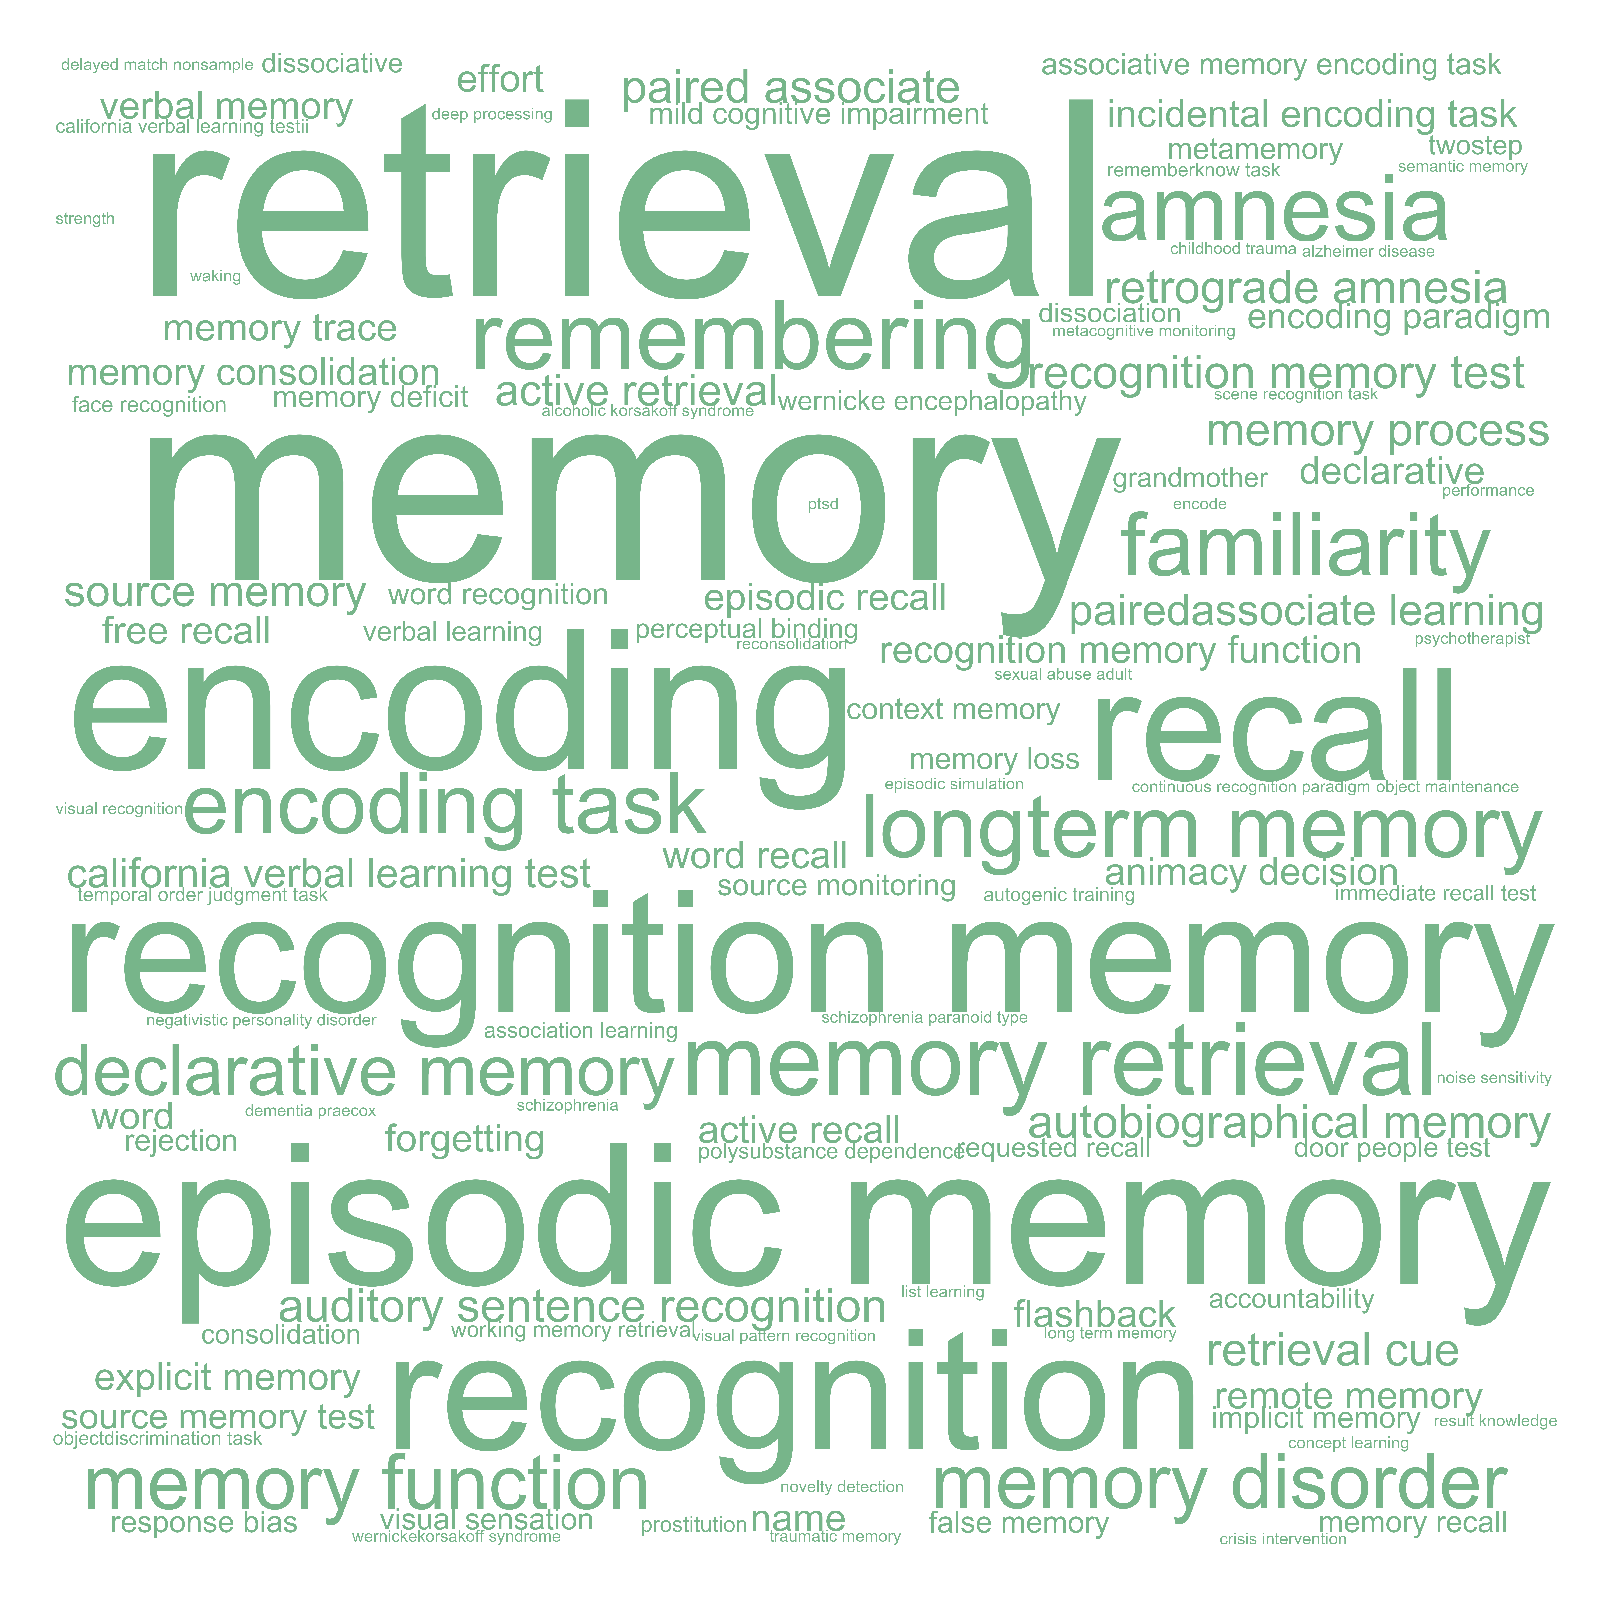 delayed match nonsample
dissociative
effort
paired associate
associative memory encoding task
verbal memory
california verbal learning testii
deep processing
mild cognitive impairment
incidental encoding task
metamemory
twostep
rememberknow task
semantic memory
retrieval
amnesia
strength
waking
childhood trauma
alzheimer disease
retrograde amnesia
memory trace
remembering
dissociation
encoding paradigm
metacognitive monitoring
memory consolidation
active retrieval
recognition memory test
face recognition
memory deficit
alcoholic korsakoff syndrome
wernicke encephalopathy
scene recognition task
memory process
memory
ptsd
grandmother
declarative
performance
encode
familiarity
source memory
word recognition
episodic recall
pairedassociate learning
free recall
verbal learning
perceptual binding
reconsolidation
recognition memory function
psychotherapist
sexual abuse adult
encoding
context memory
recall
memory loss
episodic simulation
continuous recognition paradigm object maintenance
visual recognition
encoding task
longterm memory
word recall
california verbal learning test
source monitoring
animacy decision
temporal order judgment task
autogenic training
immediate recall test
recognition memory
negativistic personality disorder
association learning
schizophrenia paranoid type
declarative memory
memory retrieval
noise sensitivity
word
dementia praecox
schizophrenia
rejection
forgetting
active recall
autobiographical memory
polysubstance dependence
requested recall
door people test
episodic memory
auditory sentence recognition
list learning
flashback
accountability
consolidation
working memory retrieval
visual pattern recognition
long term memory
recognition
retrieval cue
explicit memory
remote memory
source memory test
implicit memory
result knowledge
objectdiscrimination task
concept learning
memory function
novelty detection
memory disorder
response bias
visual sensation
prostitution
name
false memory
memory recall
wernickekorsakoff syndrome
traumatic memory
crisis intervention